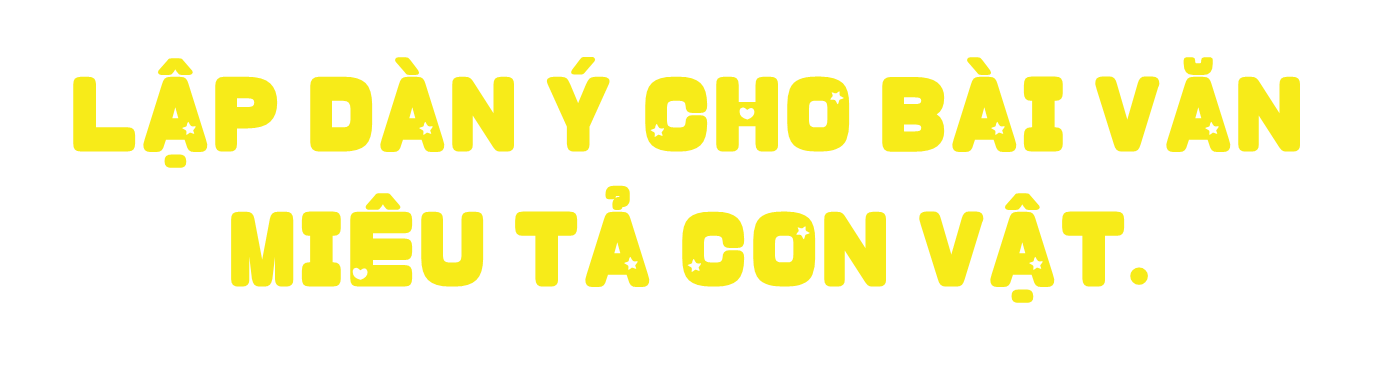 LẬP DÀN Ý CHO BÀI VĂN
MIÊU TẢ CON VẬT.